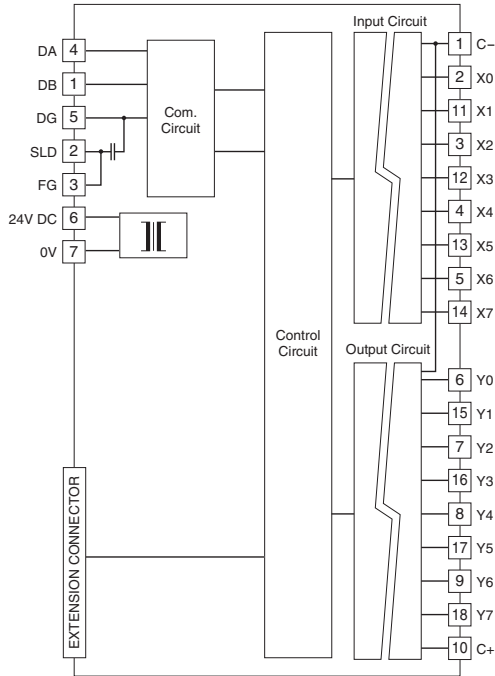 Input Circuit
DA 4
DB 1
DG 5
SLD 2
FG 3
24V DC 6
0V 7
Com.
Circuit
1 C−
2 X0
11 X1
3 X2
12 X3
4 X4
13 X5
5 X6
14 X7
Control
Circuit
Output Circuit
6 Y0
15 Y1
7 Y2
16 Y3
8 Y4
17 Y5
9 Y6
18 Y7
10 C+
EXTENSION CONNECTOR